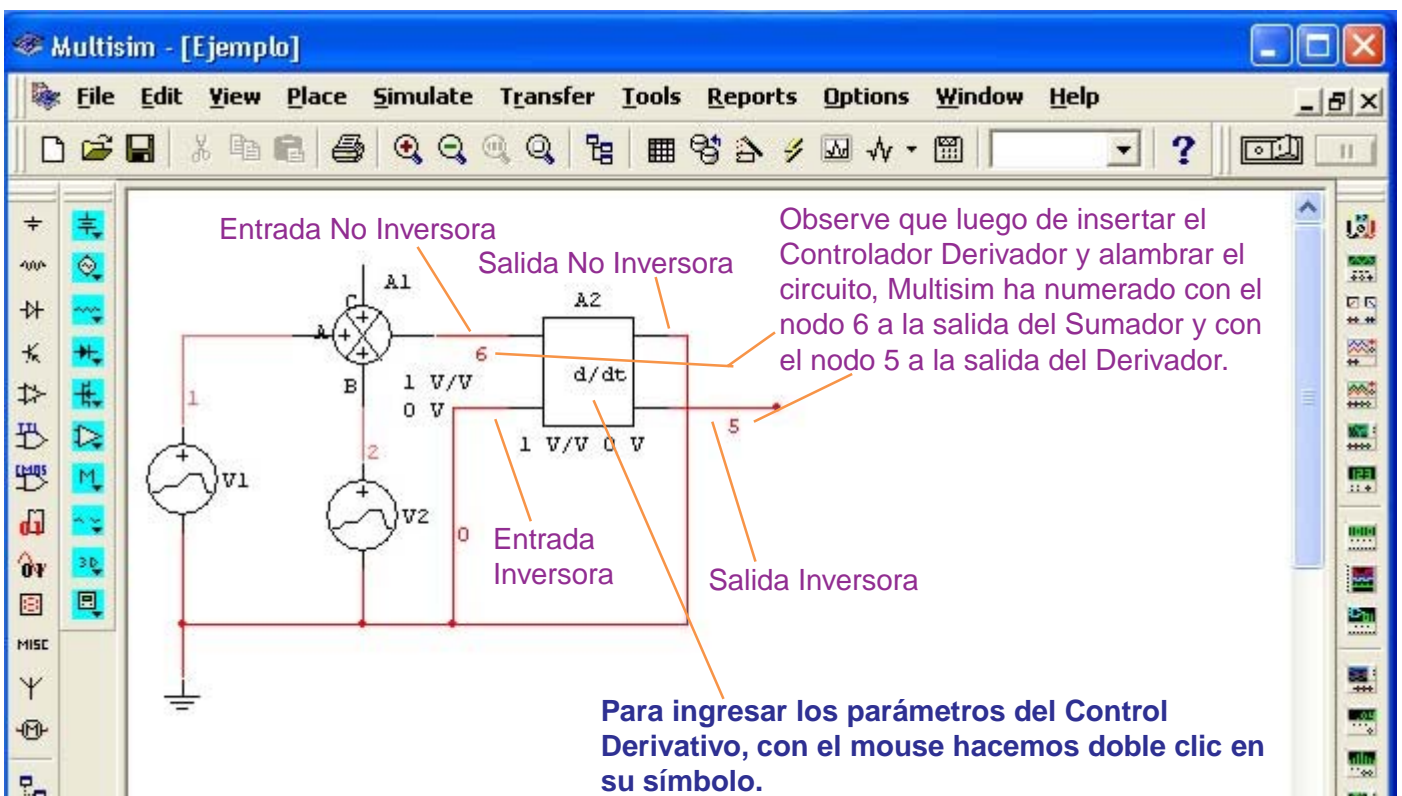 Multisim - [Ejemplo]
File Edit View Place Simulate Transfer Tools Reports Options Window Help
Entrada No Inversora
Salida No Inversora
Observe que luego de insertar el
Controlador Derivador y alambrar el
circuito, Multisim ha numerado con el
nodo 6 a la salida del Sumador y con
el nodo 5 a la salida del Derivador.
A1
C
A
B
A2
6
d/dt
1 V/V
0 V
1
5
1 V/V 0 V
2
V1
V2
0
Entrada
Inversora
Salida Inversora
TTL
CMOS
MISC
M
3D
Para ingresar los parámetros del Control
Derivativo, con el mouse hacemos doble clic en
su símbolo.